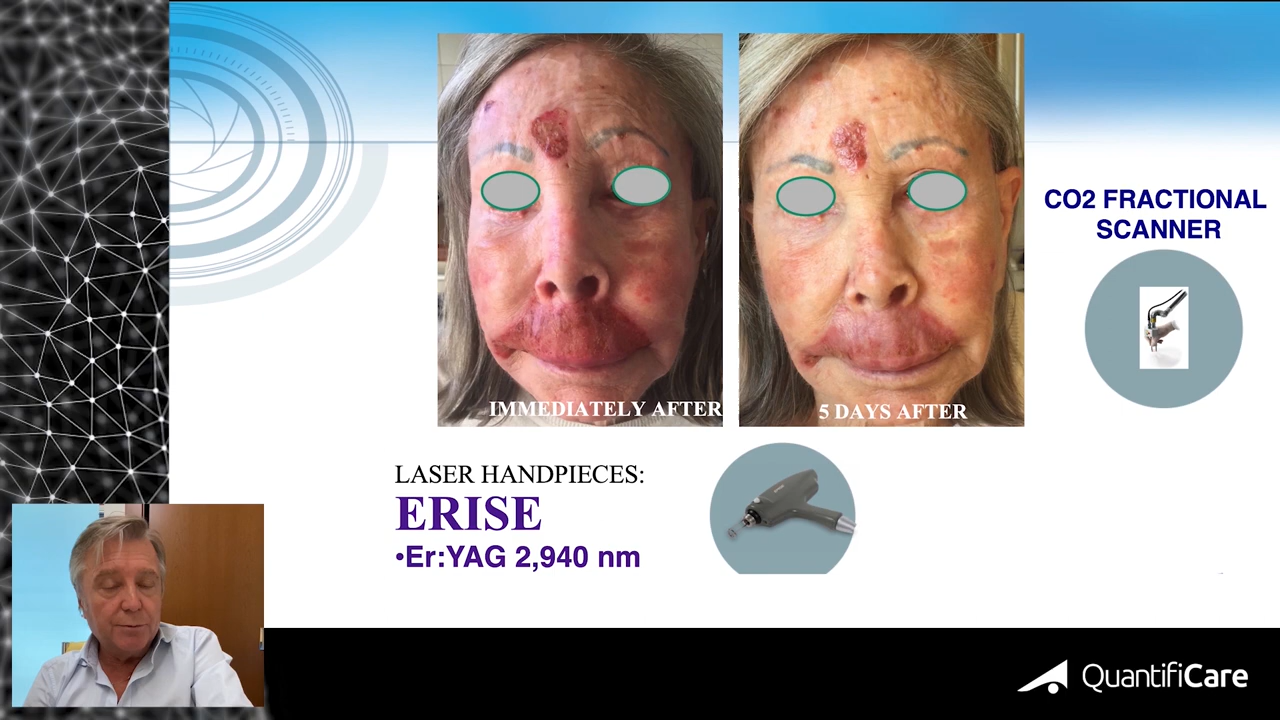 IMMEDIATELY AFTER
5 DAYS AFTER
CO2 FRACTIONAL
SCANNER
LASER HANDPIECES:
ERISE
•Er:YAG 2,940 nm
QuantifiCare